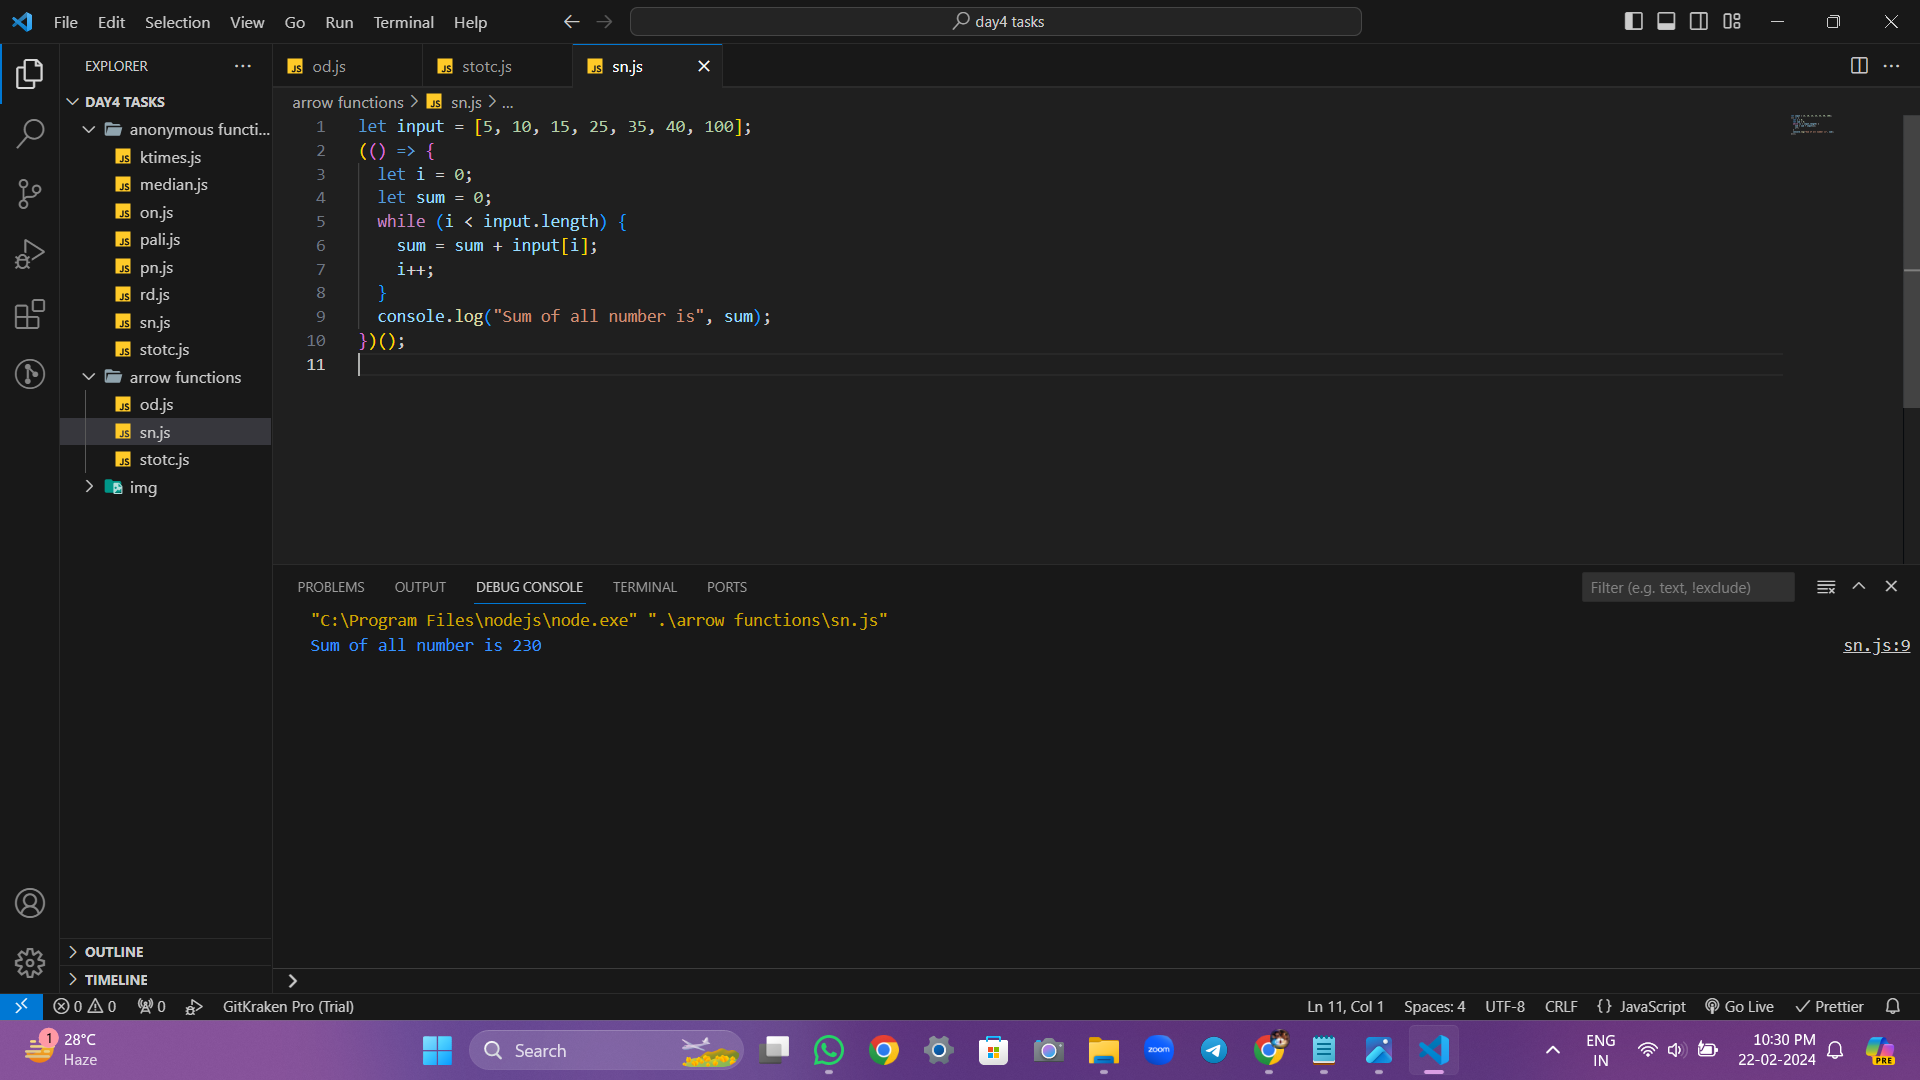 File Edit Selection View Go Run Terminal Help
day4 tasks
EXPLORER
DAY4 TASKS
anonymous functi...
ktimes.js
median.js
on.js
pali.js
pn.js
rd.js
sn.js
stotc.js
arrow functions
od.js
sn.js
stotc.js
img
OUTLINE
TIMELINE
od.js stotc.js sn.js
arrow functions > sn.js > ...
1 let input = [5, 10, 15, 25, 35, 40, 100];
2 (() => {
3 let i = 0;
4 let sum = 0;
5 while (i < input.length) {
6 sum = sum + input[i];
7 i++;
8 }
9 console.log("Sum of all number is", sum);
10 })();
11
PROBLEMS OUTPUT DEBUG CONSOLE TERMINAL PORTS Filter (e.g. text, !exclude)
"C:\Program Files\nodejs\node.exe" ".\arrow functions\sn.js"
Sum of all number is 230 sn.js:9
0 0 0 GitKraken Pro (Trial) Ln 11, Col 1 Spaces: 4 UTF-8 CRLF {} JavaScript Go Live Prettier
1
28°C
Haze
Search
zoom
ENG
IN
10:30 PM
22-02-2024
PRE